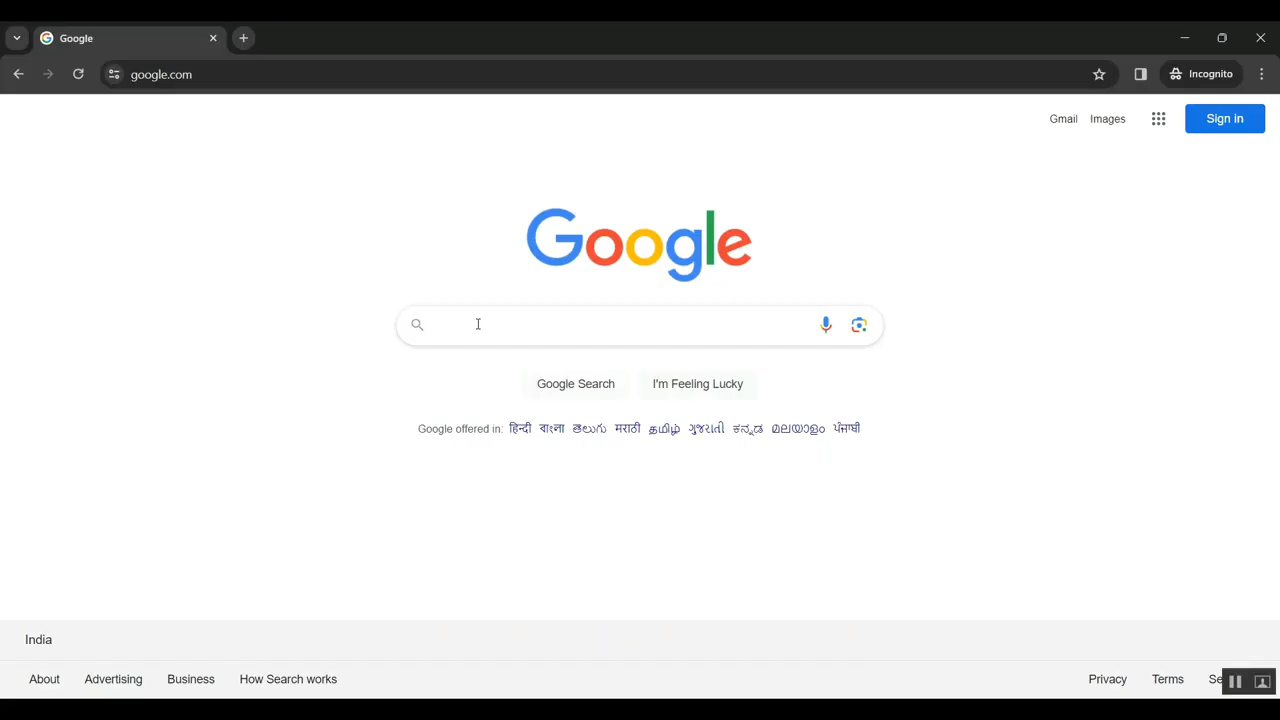 Google
google.com
Incognito
Gmail Images Sign in
Google
Google Search I'm Feeling Lucky
Google offered in: हिन्दी বাংলা తెలుగు मराठी தமிழ் ગુજરાતી ಕನ್ನಡ മലയാളം ਪੰਜਾਬੀ
India
About Advertising Business How Search works Privacy Terms Se